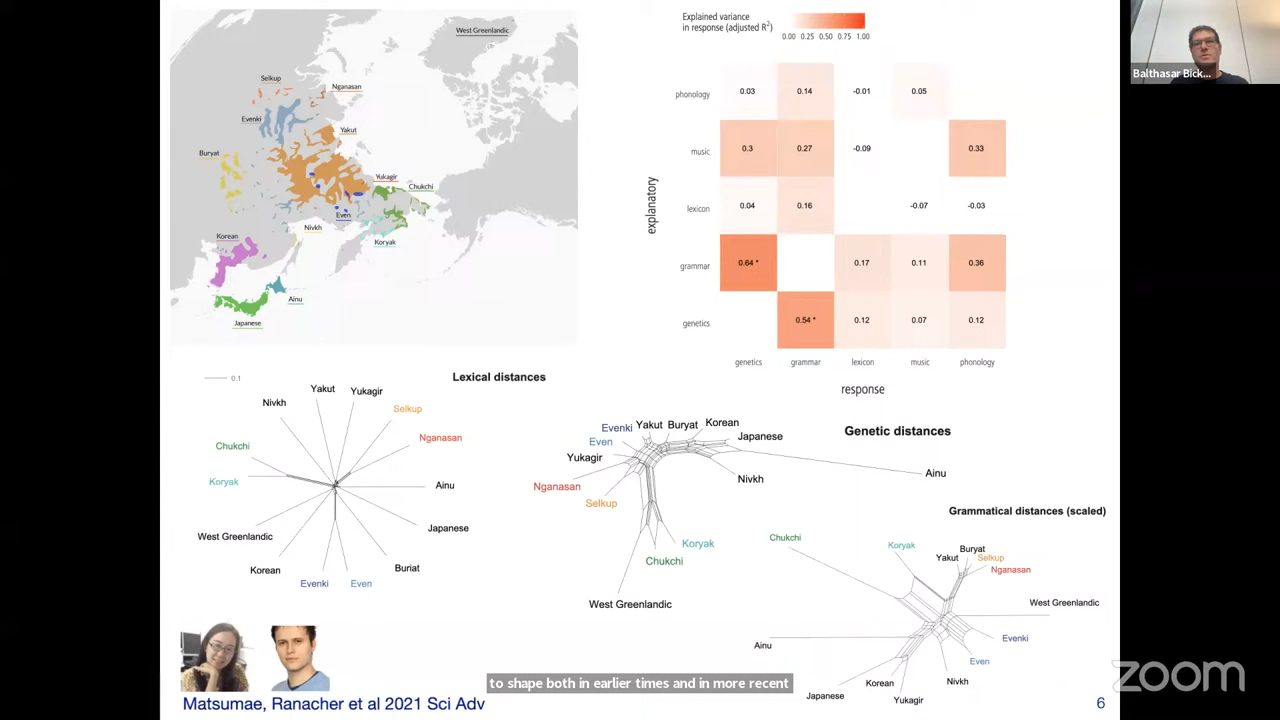 West Greenlandic
Selkup
Nganasan
Evenki
Yakut
Buryat
Yukagir
Chukchi
Even
Nivkh
Korean
Koryak
Ainu
Japanese
Explained variance
in response (adjusted R²)
0.00 0.25 0.50 0.75 1.00
explanatory
phonology 0.03 0.14 -0.01 0.05
music 0.3 0.27 -0.09 0.33
lexicon 0.04 0.16 -0.07 -0.03
grammar 0.64 * 0.17 0.11 0.36
genetics 0.54 * 0.12 0.07 0.12
genetics grammar lexicon music phonology
response
Balthasar Bick...
0.1
Lexical distances
Yakut
Yukagir
Nivkh
Selkup
Chukchi
Nganasan
Koryak
Ainu
West Greenlandic
Japanese
Korean
Buriat
Evenki
Even
Genetic distances
Evenki
Yakut
Buryat
Korean
Even
Japanese
Yukagir
Ainu
Nganasan
Nivkh
Selkup
Koryak
Chukchi
West Greenlandic
Grammatical distances (scaled)
Chukchi
Koryak
Buryat
Yakut
Selkup
Nganasan
West Greenlandic
Evenki
Ainu
Even
Nivkh
Korean
Japanese
Yukagir
to shape both in earlier times and in more recent
Matsumae, Ranacher et al 2021 Sci Adv
6
zoom